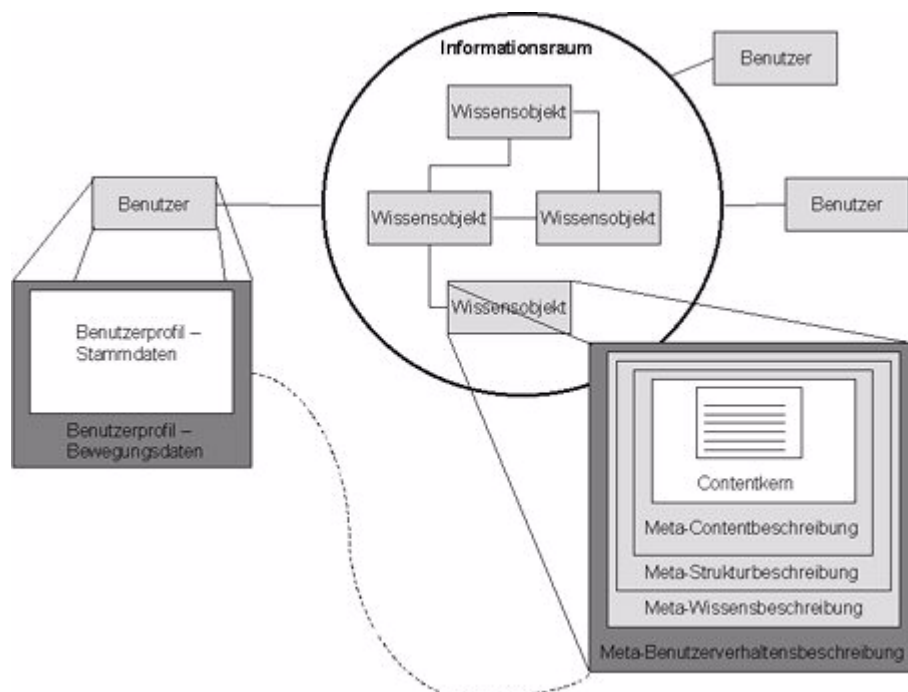 Informationsraum
Benutzer
Wissensobjekt
Benutzer
Wissensobjekt
Wissensobjekt
Benutzer
Wissensobjekt
Benutzerprofil –
Stammdaten
Benutzerprofil –
Bewegungsdaten
Contentkern
Meta-Contentbeschreibung
Meta-Strukturbeschreibung
Meta-Wissensbeschreibung
Meta-Benutzerverhaltensbeschreibung